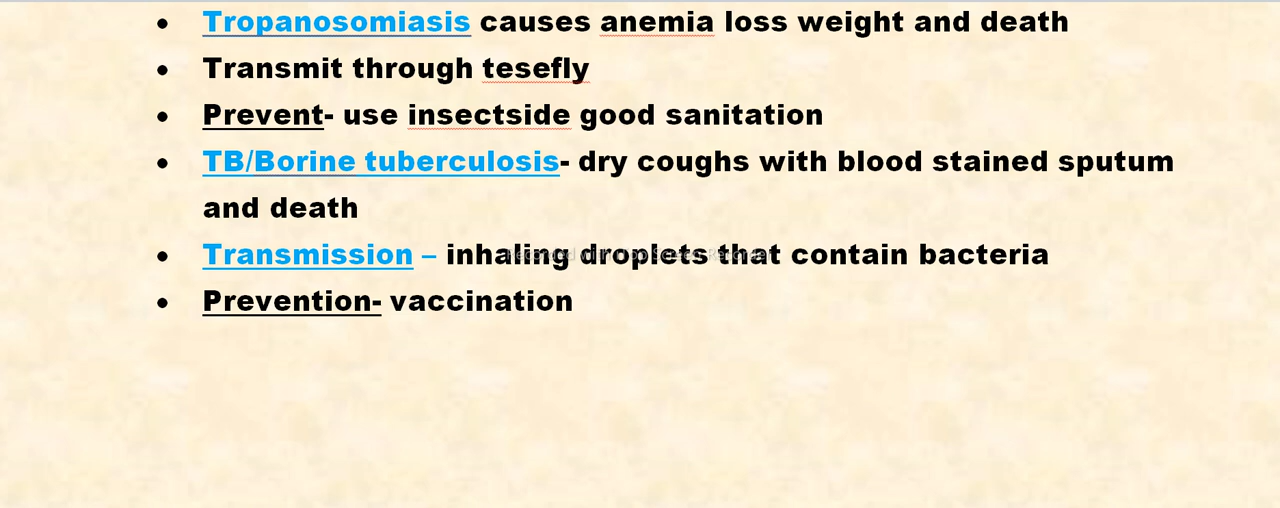 • Tropanosomiasis causes anemia loss weight and death
• Transmit through tesefly
• Prevent- use insectside good sanitation
• TB/Borine tuberculosis- dry coughs with blood stained sputum
and death
• Transmission – inhaling droplets that contain bacteria
• Prevention- vaccination